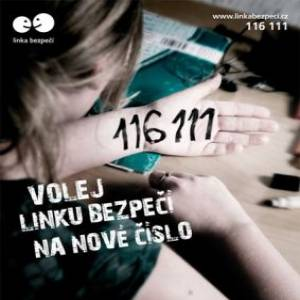 linka bezpečí
www.linkabezpeci.cz
116 111
116 111
VOLEJ
LINKU BEZPEČÍ
NA NOVÉ ČÍSLO